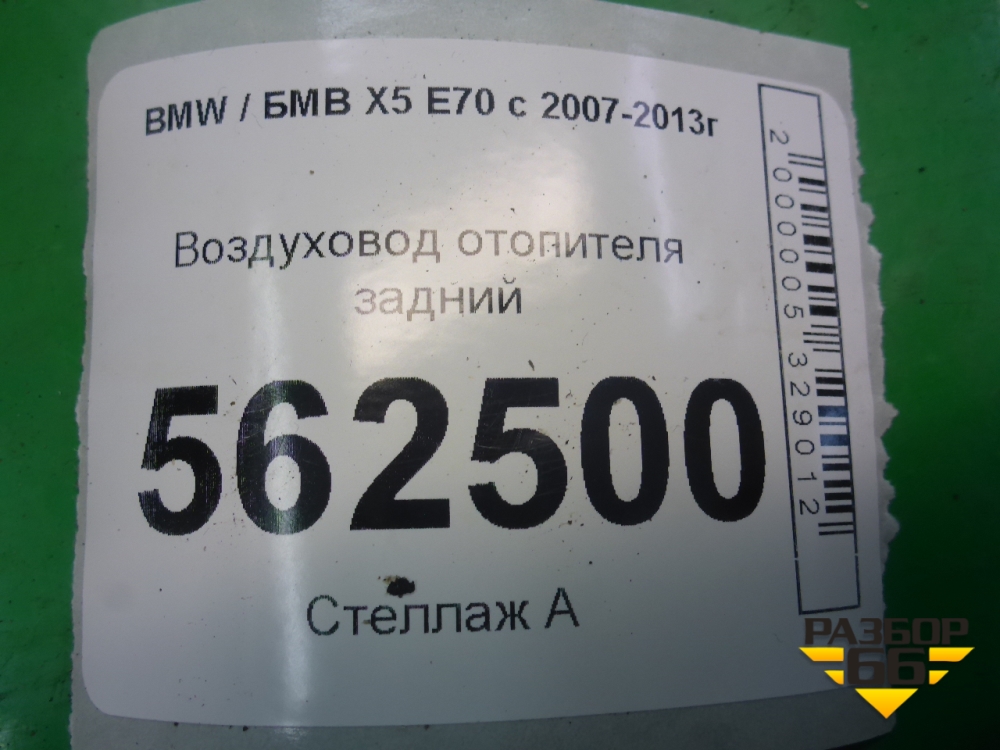 BMW / БМВ X5 E70 с 2007-2013г
Воздуховод отопителя
задний
562500
Стеллаж А
2000005329012
РАЗБОР
66